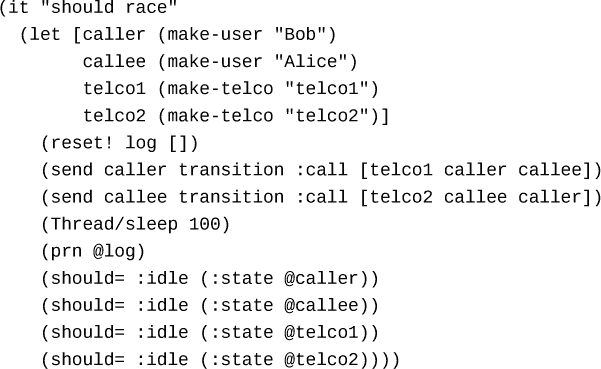 (it "should race"
  (let [caller (make-user "Bob")
        callee (make-user "Alice")
        telco1 (make-telco "telco1")
        telco2 (make-telco "telco2")]
    (reset! log [])
    (send caller transition :call [telco1 caller callee])
    (send callee transition :call [telco2 callee caller])
    (Thread/sleep 100)
    (prn @log)
    (should= :idle (:state @caller))
    (should= :idle (:state @callee))
    (should= :idle (:state @telco1))
    (should= :idle (:state @telco2))))